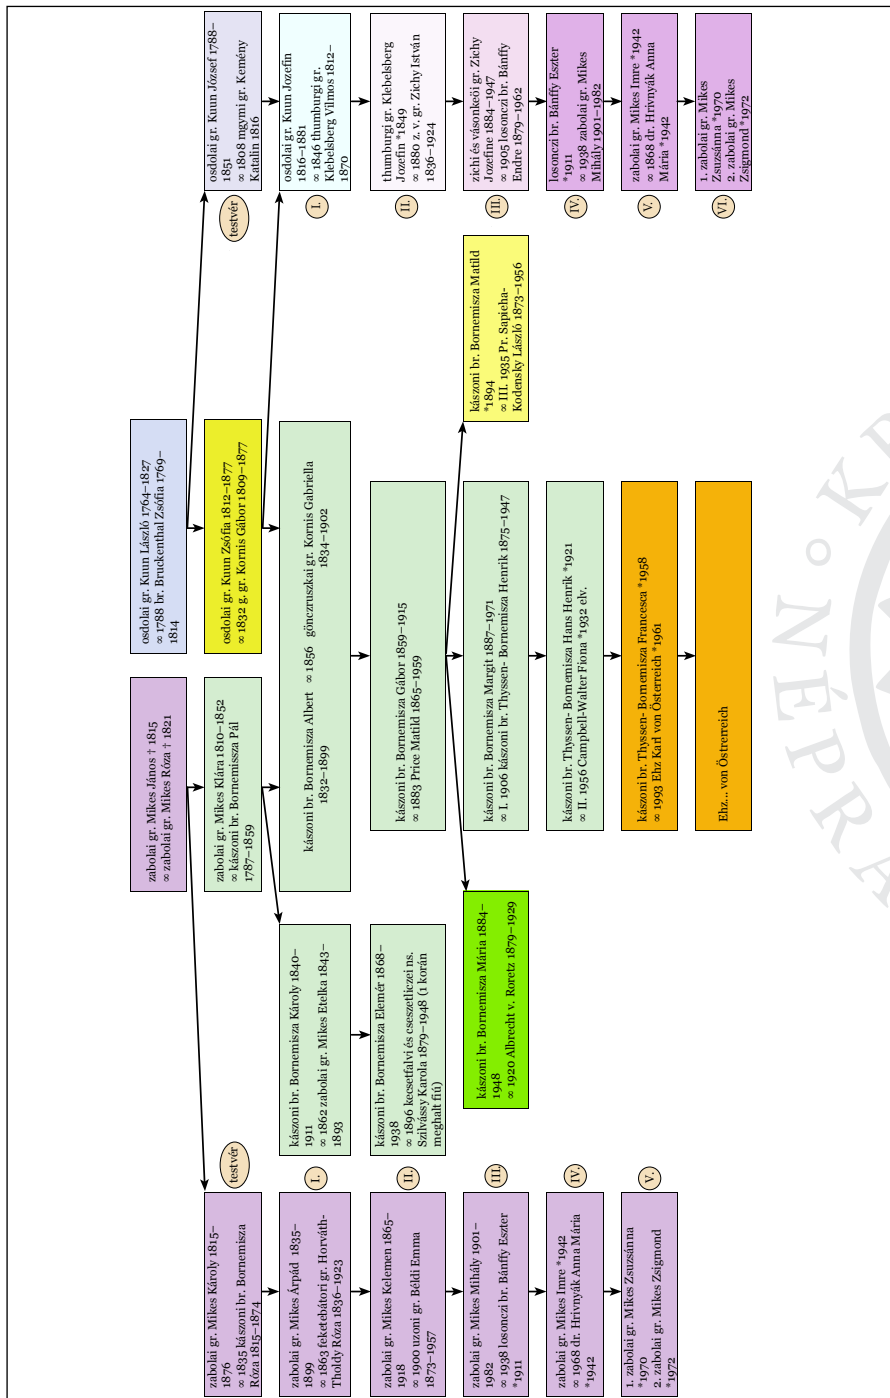 zabolai gr. Mikes János † 1815
∞ zabolai gr. Mikes Róza † 1821
osdolai gr. Kuun László 1764–1827
∞ 1788 br. Bruckenthal Zsófia 1769–
1814
zabolai gr. Mikes Károly 1815–
1876
∞ 1835 kászoni br. Bornemisza
Róza 1815–1874
testvér
zabolai gr. Mikes Klára 1810–1852
∞ kászoni br. Bornemissza Pál
1787–1859
osdolai gr. Kuun Zsófia 1812–1877
∞ 1832 g. gr. Kornis Gábor 1809–1877
testvér
osdolai gr. Kuun József 1788–
1851
∞ 1808 mgymi gr. Kemény
Katalin 1816
zabolai gr. Mikes Árpád 1835–
1899
∞ 1863 feketebátori gr. Horváth-
Tholdy Róza 1836–1923
I.
kászoni br. Bornemisza Károly 1840–
1911
∞ 1862 zabolai gr. Mikes Etelka 1843–
1893
kászoni br. Bornemisza Albert ∞ 1856 gönczruszkai gr. Kornis Gabriella
1832–1899 1834–1902
I.
osdolai gr. Kuun Jozefin
1816–1881
∞ 1846 thumburgi gr.
Klebelsberg Vilmos 1812–
1870
zabolai gr. Mikes Kelemen 1865–
1918
∞ 1900 uzoni gr. Béldi Emma
1873–1957
II.
kászoni br. Bornemisza Elemér 1868–
1938
∞ 1896 kecsetfalvi és cseszetliczei ns.
Szilvássy Karola 1879–1948 (1 korán
meghalt fiú)
kászoni br. Bornemisza Gábor 1859–1915
∞ 1883 Price Matild 1865–1959
II.
thumburgi gr. Klebelsberg
Jozefin *1849
∞ 1880 z. v. gr. Zichy István
1836–1924
zabolai gr. Mikes Mihály 1901–
1982
∞ 1938 losonczi br. Bánffy Eszter
*1911
III.
kászoni br. Bornemisza Mária 1884–
1948
∞ 1920 Albrecht v. Roretz 1879–1929
kászoni br. Bornemisza Margit 1887–1971
∞ I. 1906 kászoni br. Thyssen- Bornemisza Henrik 1875–1947
kászoni br. Bornemisza Matild
*1894
∞ III. 1935 Pr. Sapieha-
Kodensky László 1873–1956
III.
zichi és vásonkeöi gr. Zichy
Jozefine 1884–1947
∞ 1905 losonczi br. Bánffy
Endre 1879–1962
zabolai gr. Mikes Imre *1942
∞ 1968 dr. Hrivnyák Anna Mária
*1942
IV.
kászoni br. Thyssen- Bornemisza Hans Henrik *1921
∞ II. 1956 Campbell-Walter Fiona *1932 elv.
IV.
losonczi br. Bánffy Eszter
*1911
∞ 1938 zabolai gr. Mikes
Mihály 1901–1982
1. zabolai gr. Mikes Zsuzsánna
*1970
2. zabolai gr. Mikes Zsigmond
*1972
V.
kászoni br. Thyssen- Bornemisza Francesca *1958
∞ 1993 Ehz Karl von Österreich *1961
V.
zabolai gr. Mikes Imre *1942
∞ 1868 dr. Hrivnyák Anna
Mária *1942
Ehz... von Östrerreich
VI.
1. zabolai gr. Mikes
Zsuzsánna *1970
2. zabolai gr. Mikes
Zsigmond *1972
NÉPRA